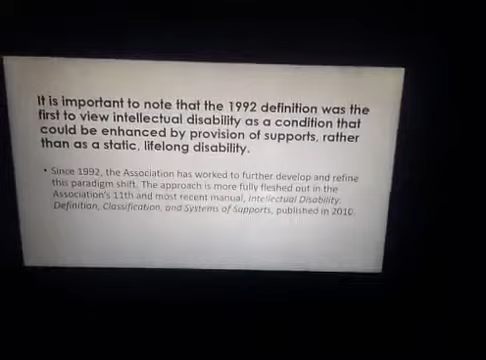 It is important to note that the 1992 definition was the
first to view intellectual disability as a condition that
could be enhanced by provision of supports, rather
than as a static, lifelong disability.
• Since 1992, the Association has worked to further develop and refine
this paradigm shift. The approach is more fully fleshed out in the
Association's 11th and most recent manual, Intellectual Disability:
Definition, Classification, and Systems of Supports, published in 2010.